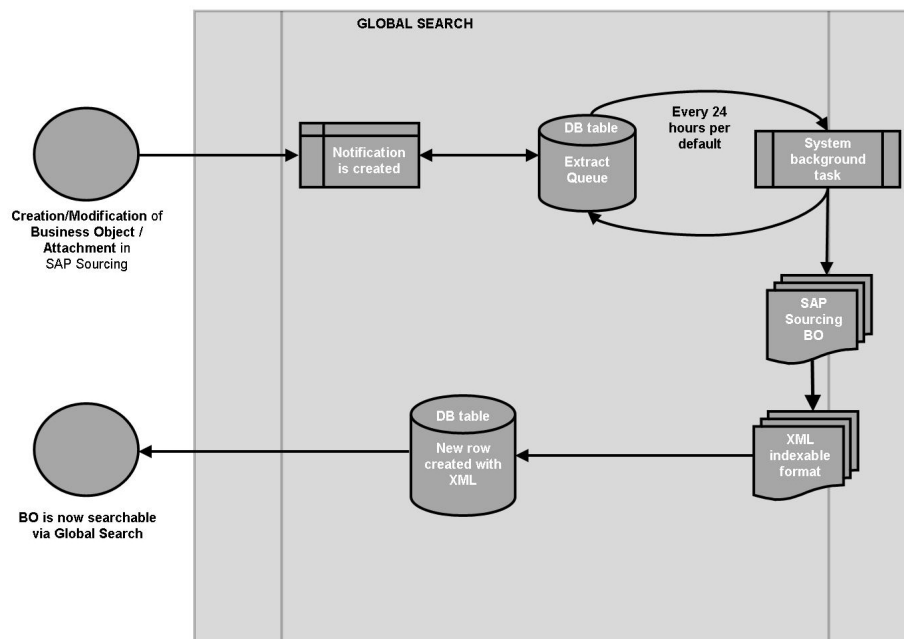 GLOBAL SEARCH
Notification
is created
DB table
Extract
Queue
Every 24
hours per
default
System
background
task
Creation/Modification of
Business Object /
Attachment in
SAP Sourcing
SAP
Sourcing
BO
DB table
New row
created with
XML
XML
indexable
format
BO is now searchable
via Global Search